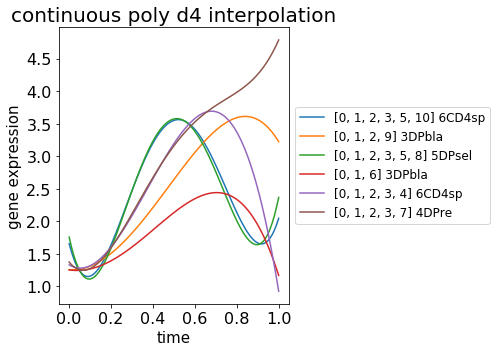 continuous poly d4 interpolation
gene expression
4.5
4.0
3.5
3.0
2.5
2.0
1.5
1.0
0.0 0.2 0.4 0.6 0.8 1.0
time
[0, 1, 2, 3, 5, 10] 6CD4sp
[0, 1, 2, 9] 3DPbla
[0, 1, 2, 3, 5, 8] 5DPsel
[0, 1, 6] 3DPbla
[0, 1, 2, 3, 4] 6CD4sp
[0, 1, 2, 3, 7] 4DPre